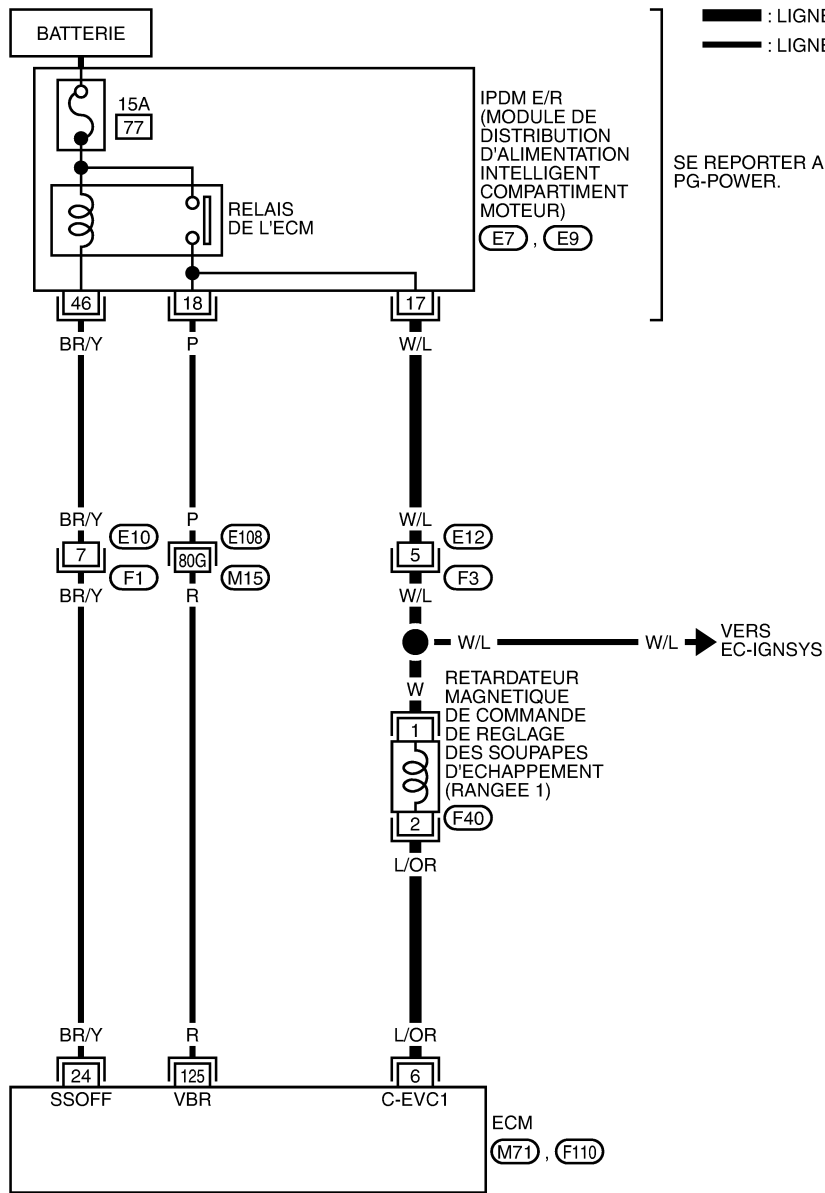 BATTERIE
: LIGNE
: LIGNE
15A
77
IPDM E/R
(MODULE DE
DISTRIBUTION
D'ALIMENTATION
INTELLIGENT
COMPARTIMENT
MOTEUR)
E7 , E9
SE REPORTER A
PG-POWER.
RELAIS
DE L'ECM
46 18 17
BR/Y P W/L
BR/Y P W/L
7 E10 80G E108 5 E12
F1 M15 F3
BR/Y R W/L
W/L W/L VERS
EC-IGNSYS
W
RETARDATEUR
MAGNETIQUE
DE COMMANDE
DE REGLAGE
DES SOUPAPES
D'ECHAPPEMENT
(RANGEE 1)
1
2 F40
L/OR
BR/Y R L/OR
24 125 6
SSOFF VBR C-EVC1
ECM
M71 , F110